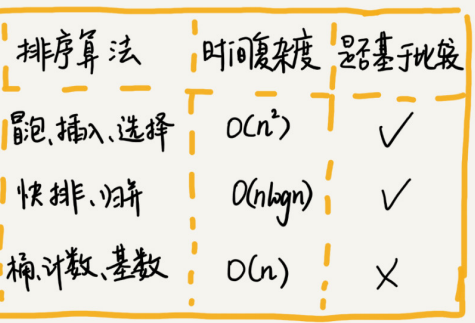 排序算法 时间复杂度 是否基于比较
冒泡、插入、选择 O(n²) ✓
快排、归并 O(nlogn) ✓
桶、计数、基数 O(n) ×